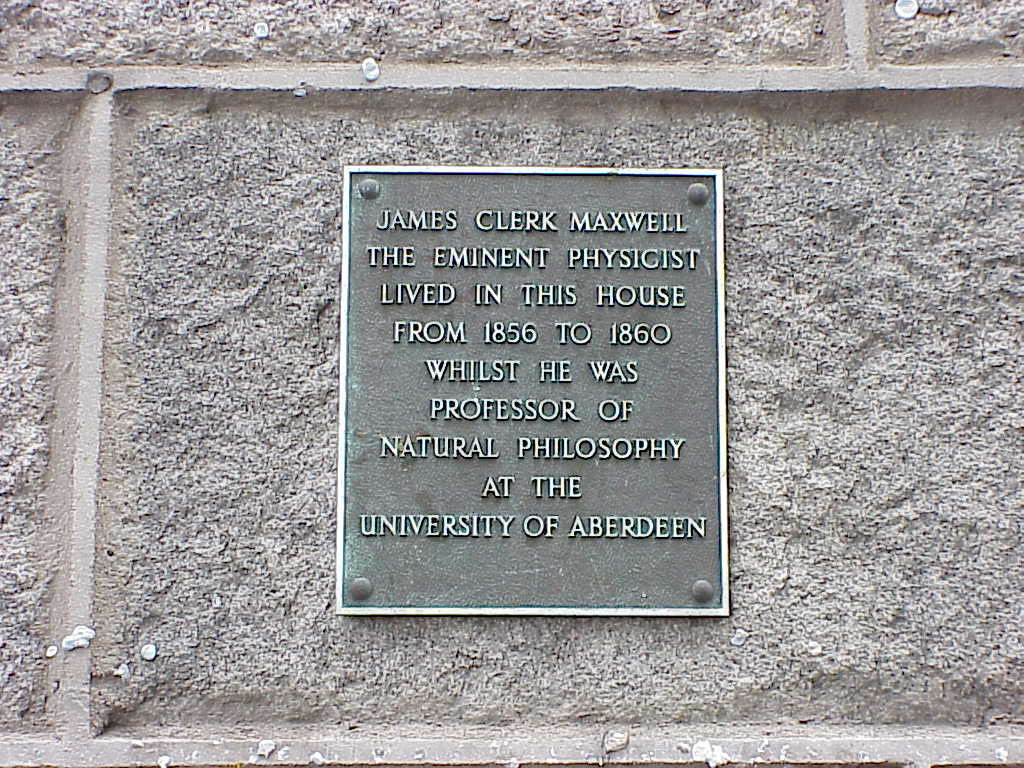 JAMES CLERK MAXWELL
THE EMINENT PHYSICIST
LIVED IN THIS HOUSE
FROM 1856 TO 1860
WHILST HE WAS
PROFESSOR OF
NATURAL PHILOSOPHY
AT THE
UNIVERSITY OF ABERDEEN